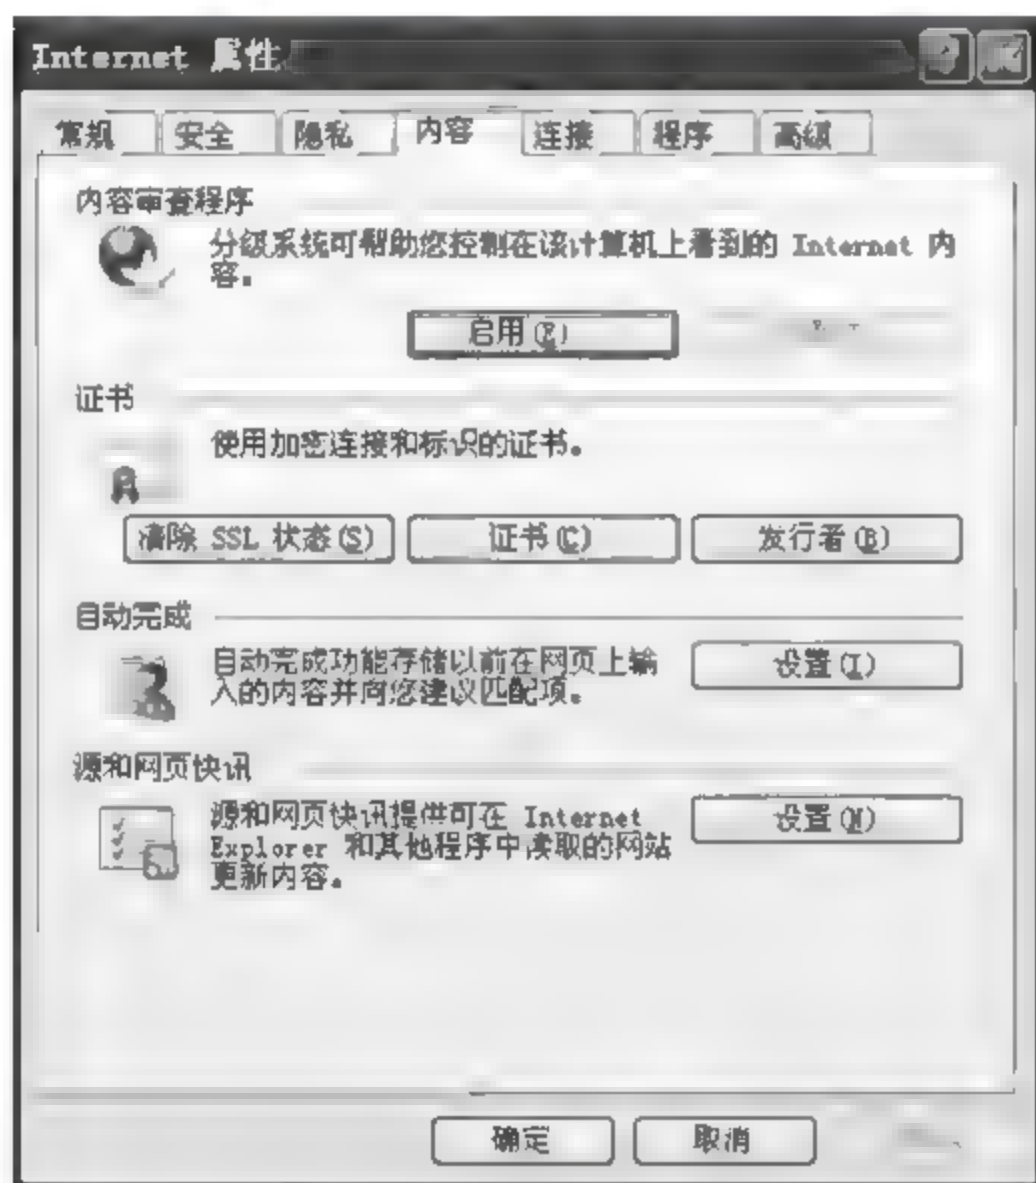 Internet 属性
常规 安全 隐私 内容 连接 程序 高级
内容审查程序
分级系统可帮助您控制在该计算机上看到的 Internet 内
容。
启用(E)
证书
使用加密连接和标识的证书。
清除 SSL 状态(S) 证书(C) 发行者(B)
自动完成
自动完成功能存储以前在网页上输
入的内容并向您建议匹配项。
设置(I)
源和网页快讯
源和网页快讯提供可在 Internet
Explorer 和其他程序中读取的网站
更新内容。
设置(N)
确定 取消